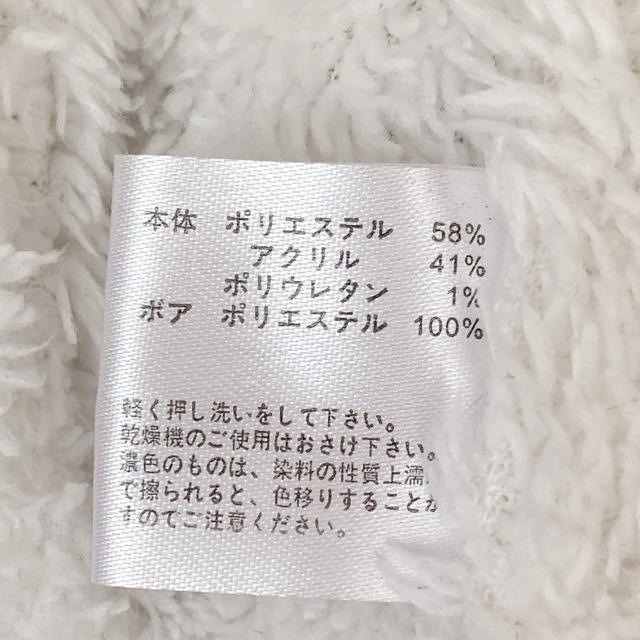 本体 ポリエステル 58%
アクリル 41%
ポリウレタン 1%
ボア ポリエステル 100%
軽く押し洗いをして下さい。
乾燥機のご使用はおさけ下さい。
濃色のものは、染料の性質上濡
で擦られると、色移りすることが
すのでご注意ください。